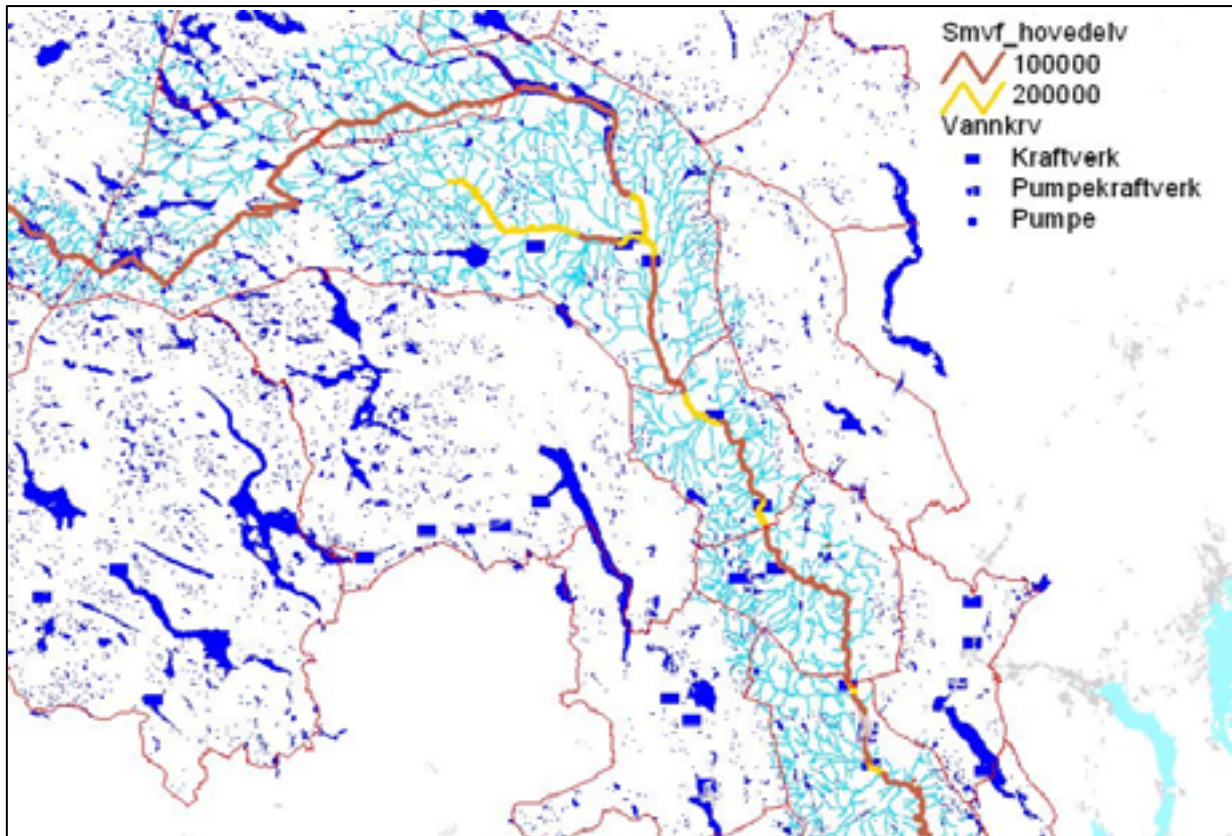 Smvf_hovedelv
100000
200000
Vannkrv
Kraftverk
Pumpekraftverk
Pumpe